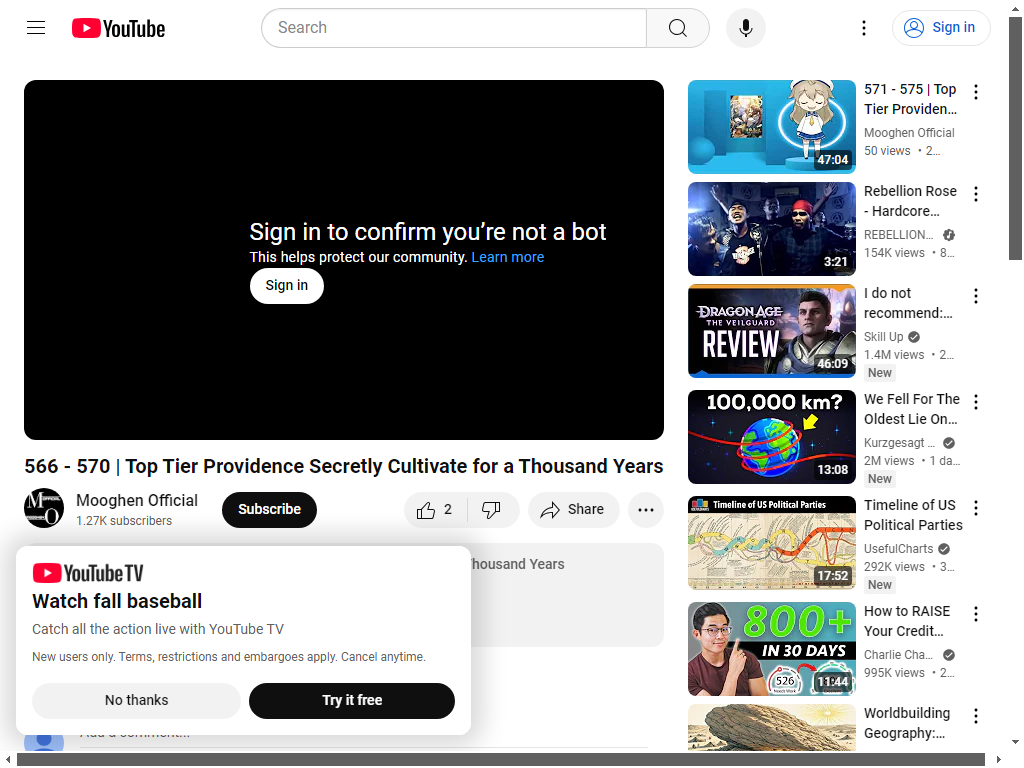 YouTube
Search
Sign in
Sign in to confirm you’re not a bot
This helps protect our community. Learn more
Sign in
566 - 570 | Top Tier Providence Secretly Cultivate for a Thousand Years
Mooghen Official
1.27K subscribers
Subscribe
2
Share
Thousand Years
YouTube TV
Watch fall baseball
Catch all the action live with YouTube TV
New users only. Terms, restrictions and embargoes apply. Cancel anytime.
No thanks
Try it free
Add a comment...
47:04
571 - 575 | Top
Tier Providen...
Mooghen Official
50 views • 2...
3:21
Rebellion Rose
- Hardcore...
REBELLION...
154K views • 8...
DRAGON AGE
THE VEILGUARD
REVIEW
46:09
I do not
recommend:...
Skill Up
1.4M views • 2...
New
100,000 km?
13:08
We Fell For The
Oldest Lie On...
Kurzgesagt ...
2M views • 1 da...
New
Timeline of US Political Parties
17:52
Timeline of US
Political Parties
UsefulCharts
292K views • 3...
New
800+
IN 30 DAYS
526
11:44
How to RAISE
Your Credit...
Charlie Cha...
995K views • 2...
Worldbuilding
Geography:...